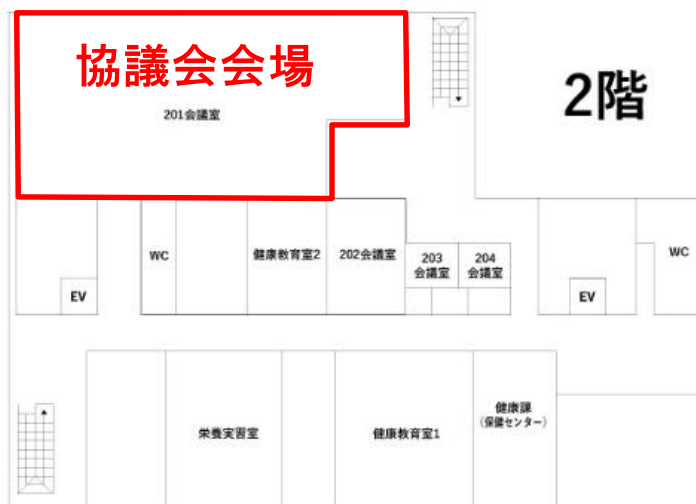 協議会会場
2階
201会議室
WC
健康教育室2
202会議室
203
会議室
204
会議室
WC
EV
EV
栄養実習室
健康教育室1
健康課
(保健センター)